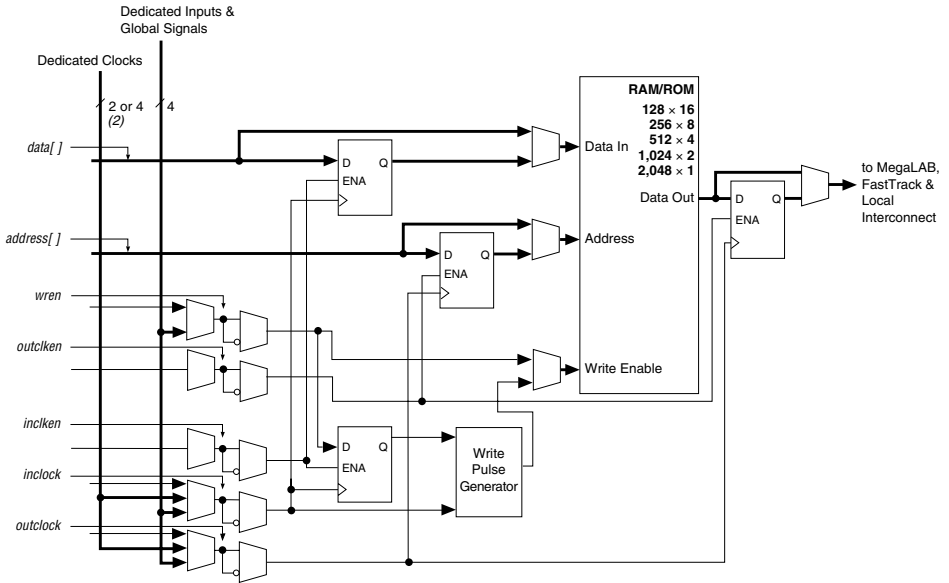 Dedicated Inputs &
Global Signals
Dedicated Clocks
2 or 4
(2)
4
data[ ]
D Q
ENA
address[ ]
D Q
ENA
wren
outclken
inclken
inclock
outclock
D Q
ENA
Write
Pulse
Generator
RAM/ROM
128 × 16
256 × 8
512 × 4
1,024 × 2
2,048 × 1
Data In
Data Out
Address
Write Enable
D Q
ENA
to MegaLAB,
FastTrack &
Local
Interconnect